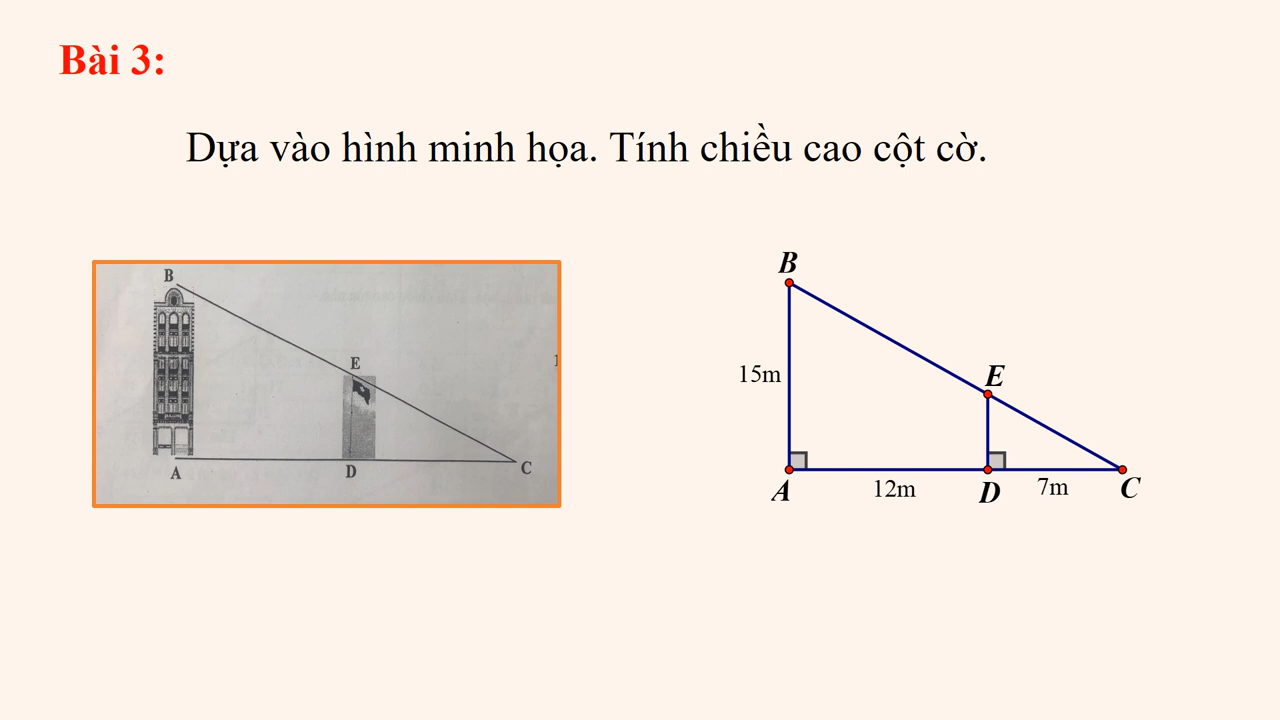 Bài 3:
Dựa vào hình minh họa. Tính chiều cao cột cờ.
B
E
A
D
C
B
15m
E
A
12m
D
7m
C